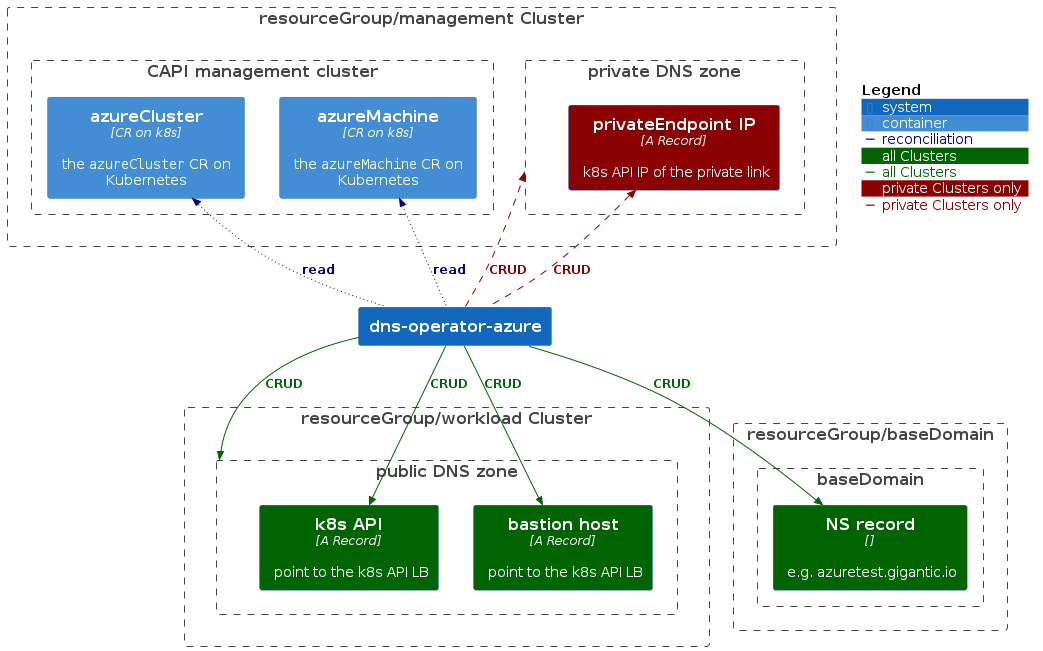 resourceGroup/management Cluster
CAPI management cluster
private DNS zone
azureCluster
[CR on k8s]
the azureCluster CR on
Kubernetes
azureMachine
[CR on k8s]
the azureMachine CR on
Kubernetes
privateEndpoint IP
[A Record]
k8s API IP of the private link
Legend
system
container
reconciliation
all Clusters
all Clusters
private Clusters only
private Clusters only
read
read
CRUD
CRUD
dns-operator-azure
CRUD
CRUD
CRUD
CRUD
resourceGroup/workload Cluster
public DNS zone
k8s API
[A Record]
point to the k8s API LB
bastion host
[A Record]
point to the k8s API LB
resourceGroup/baseDomain
baseDomain
NS record
[]
e.g. azuretest.gigantic.io